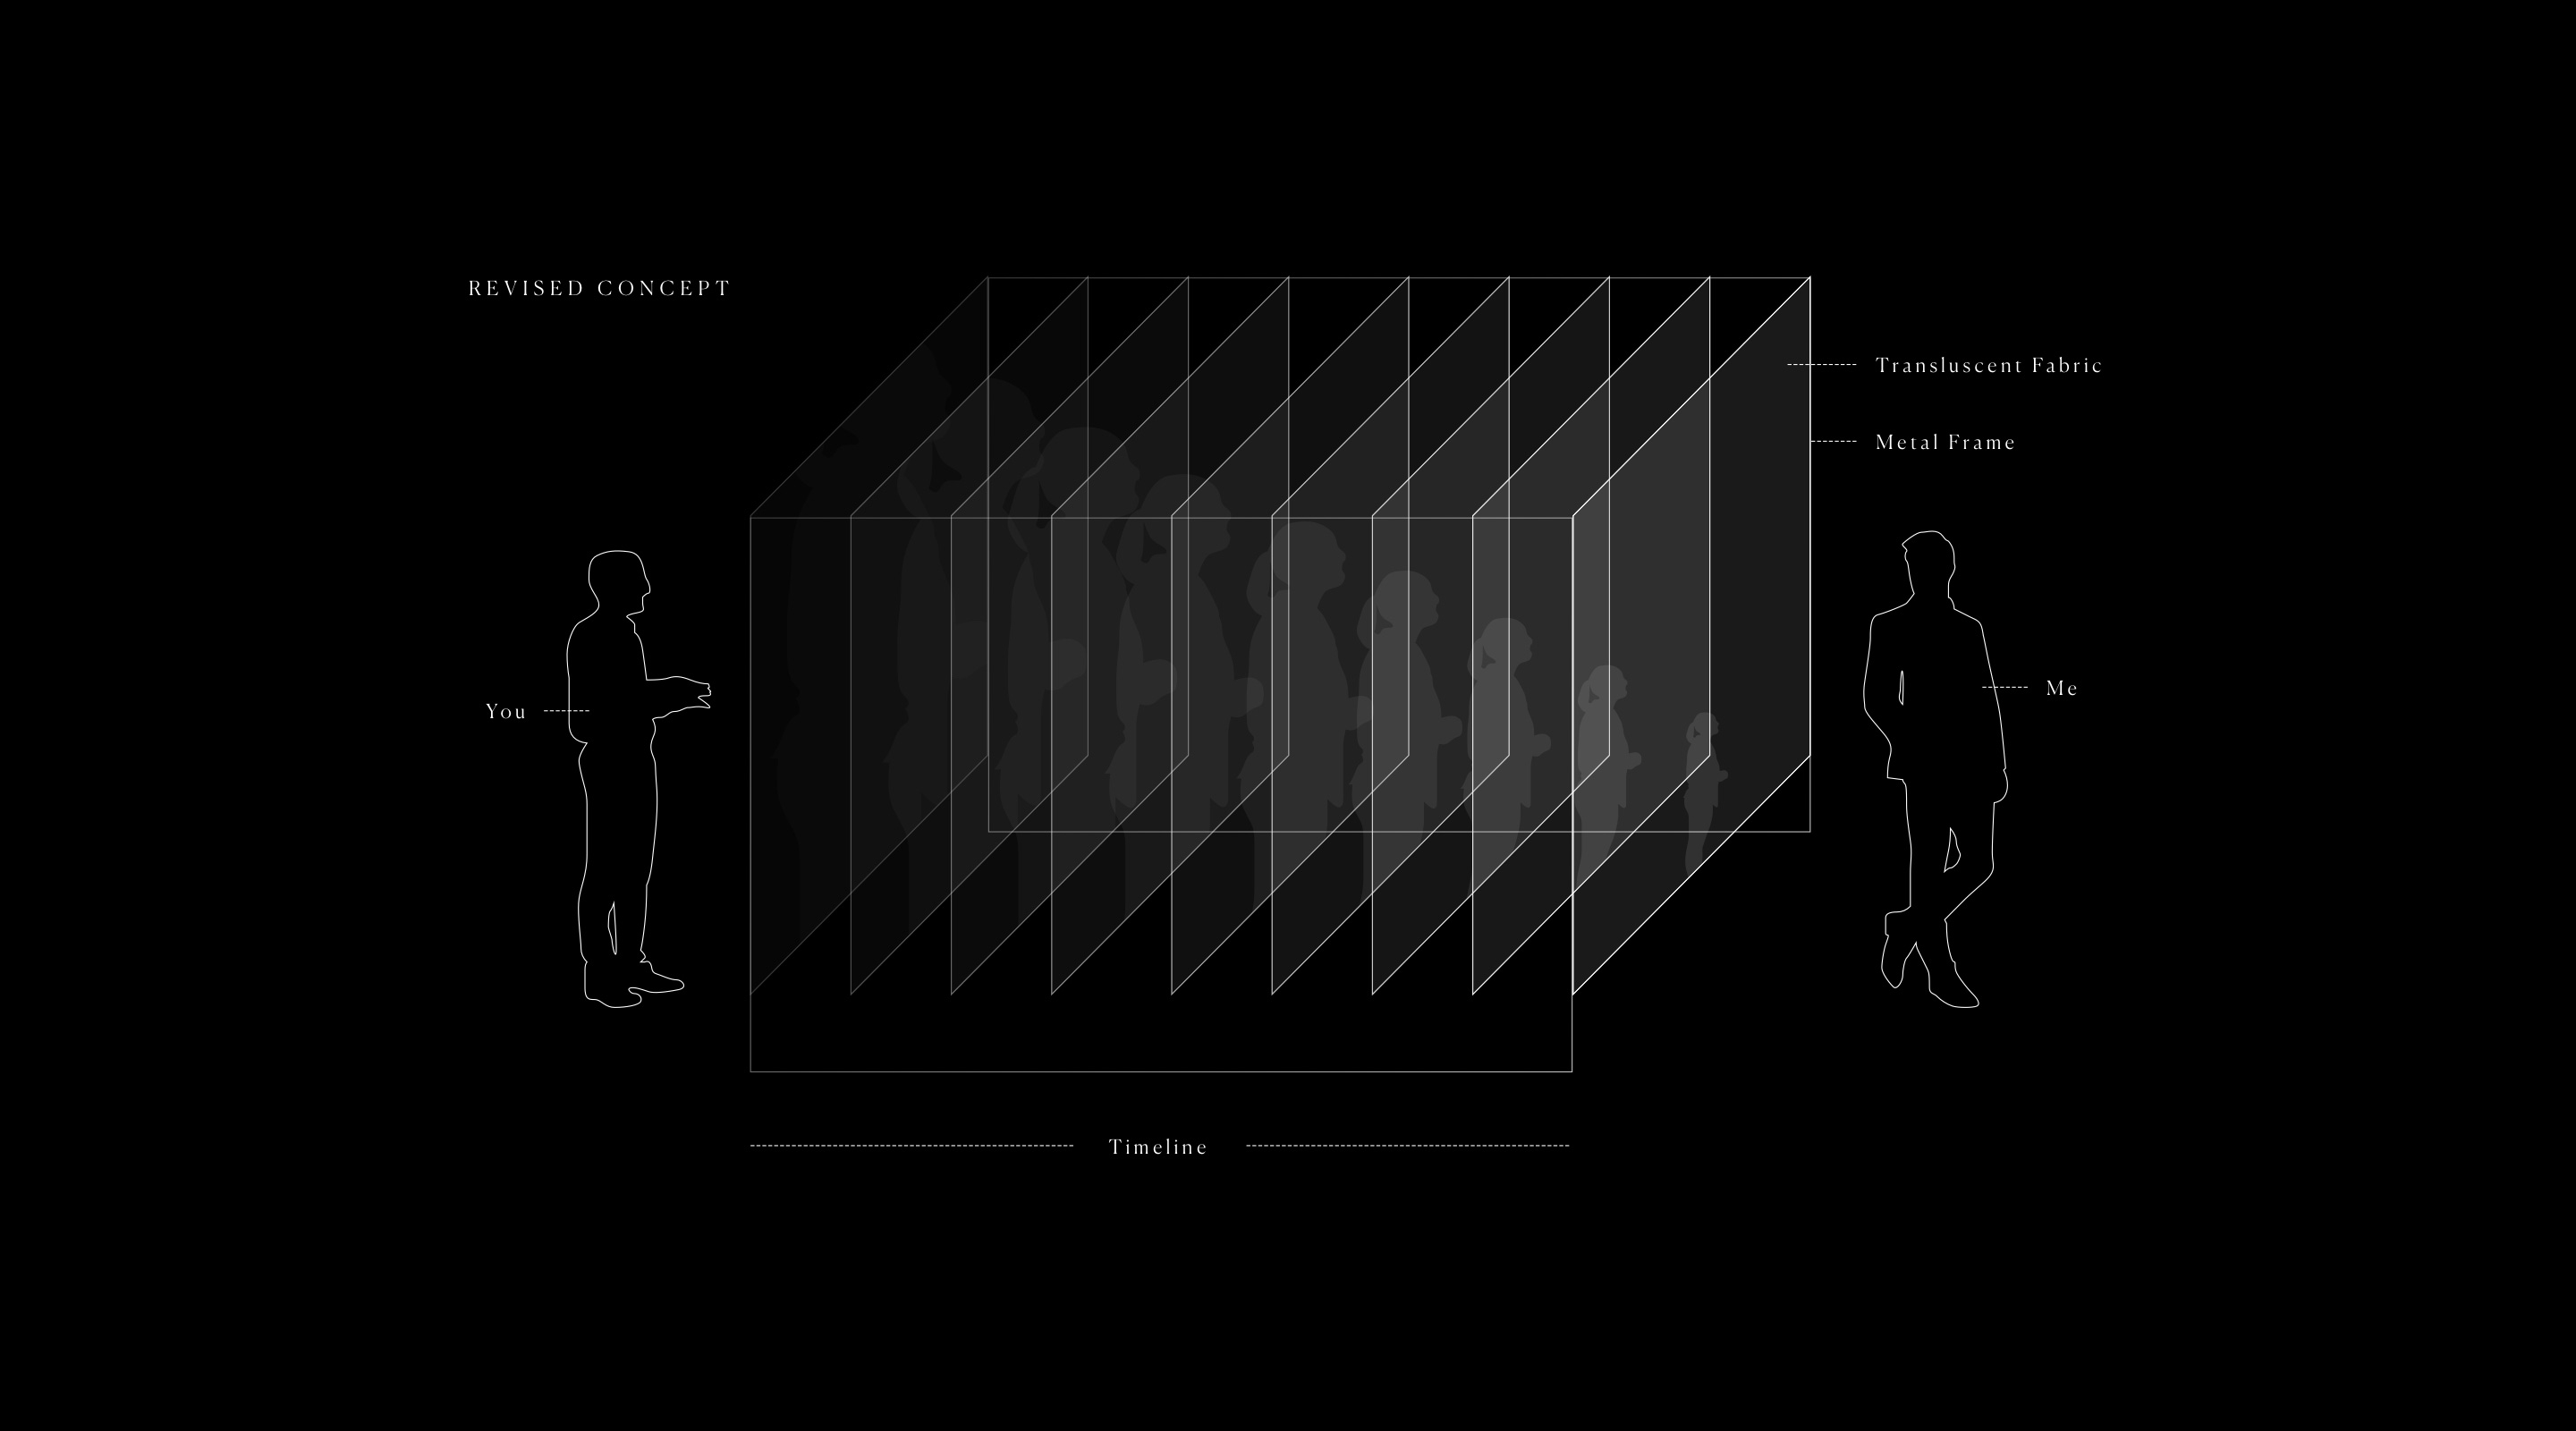 REVISED CONCEPT
Transluscent Fabric
Metal Frame
Me
You
Timeline